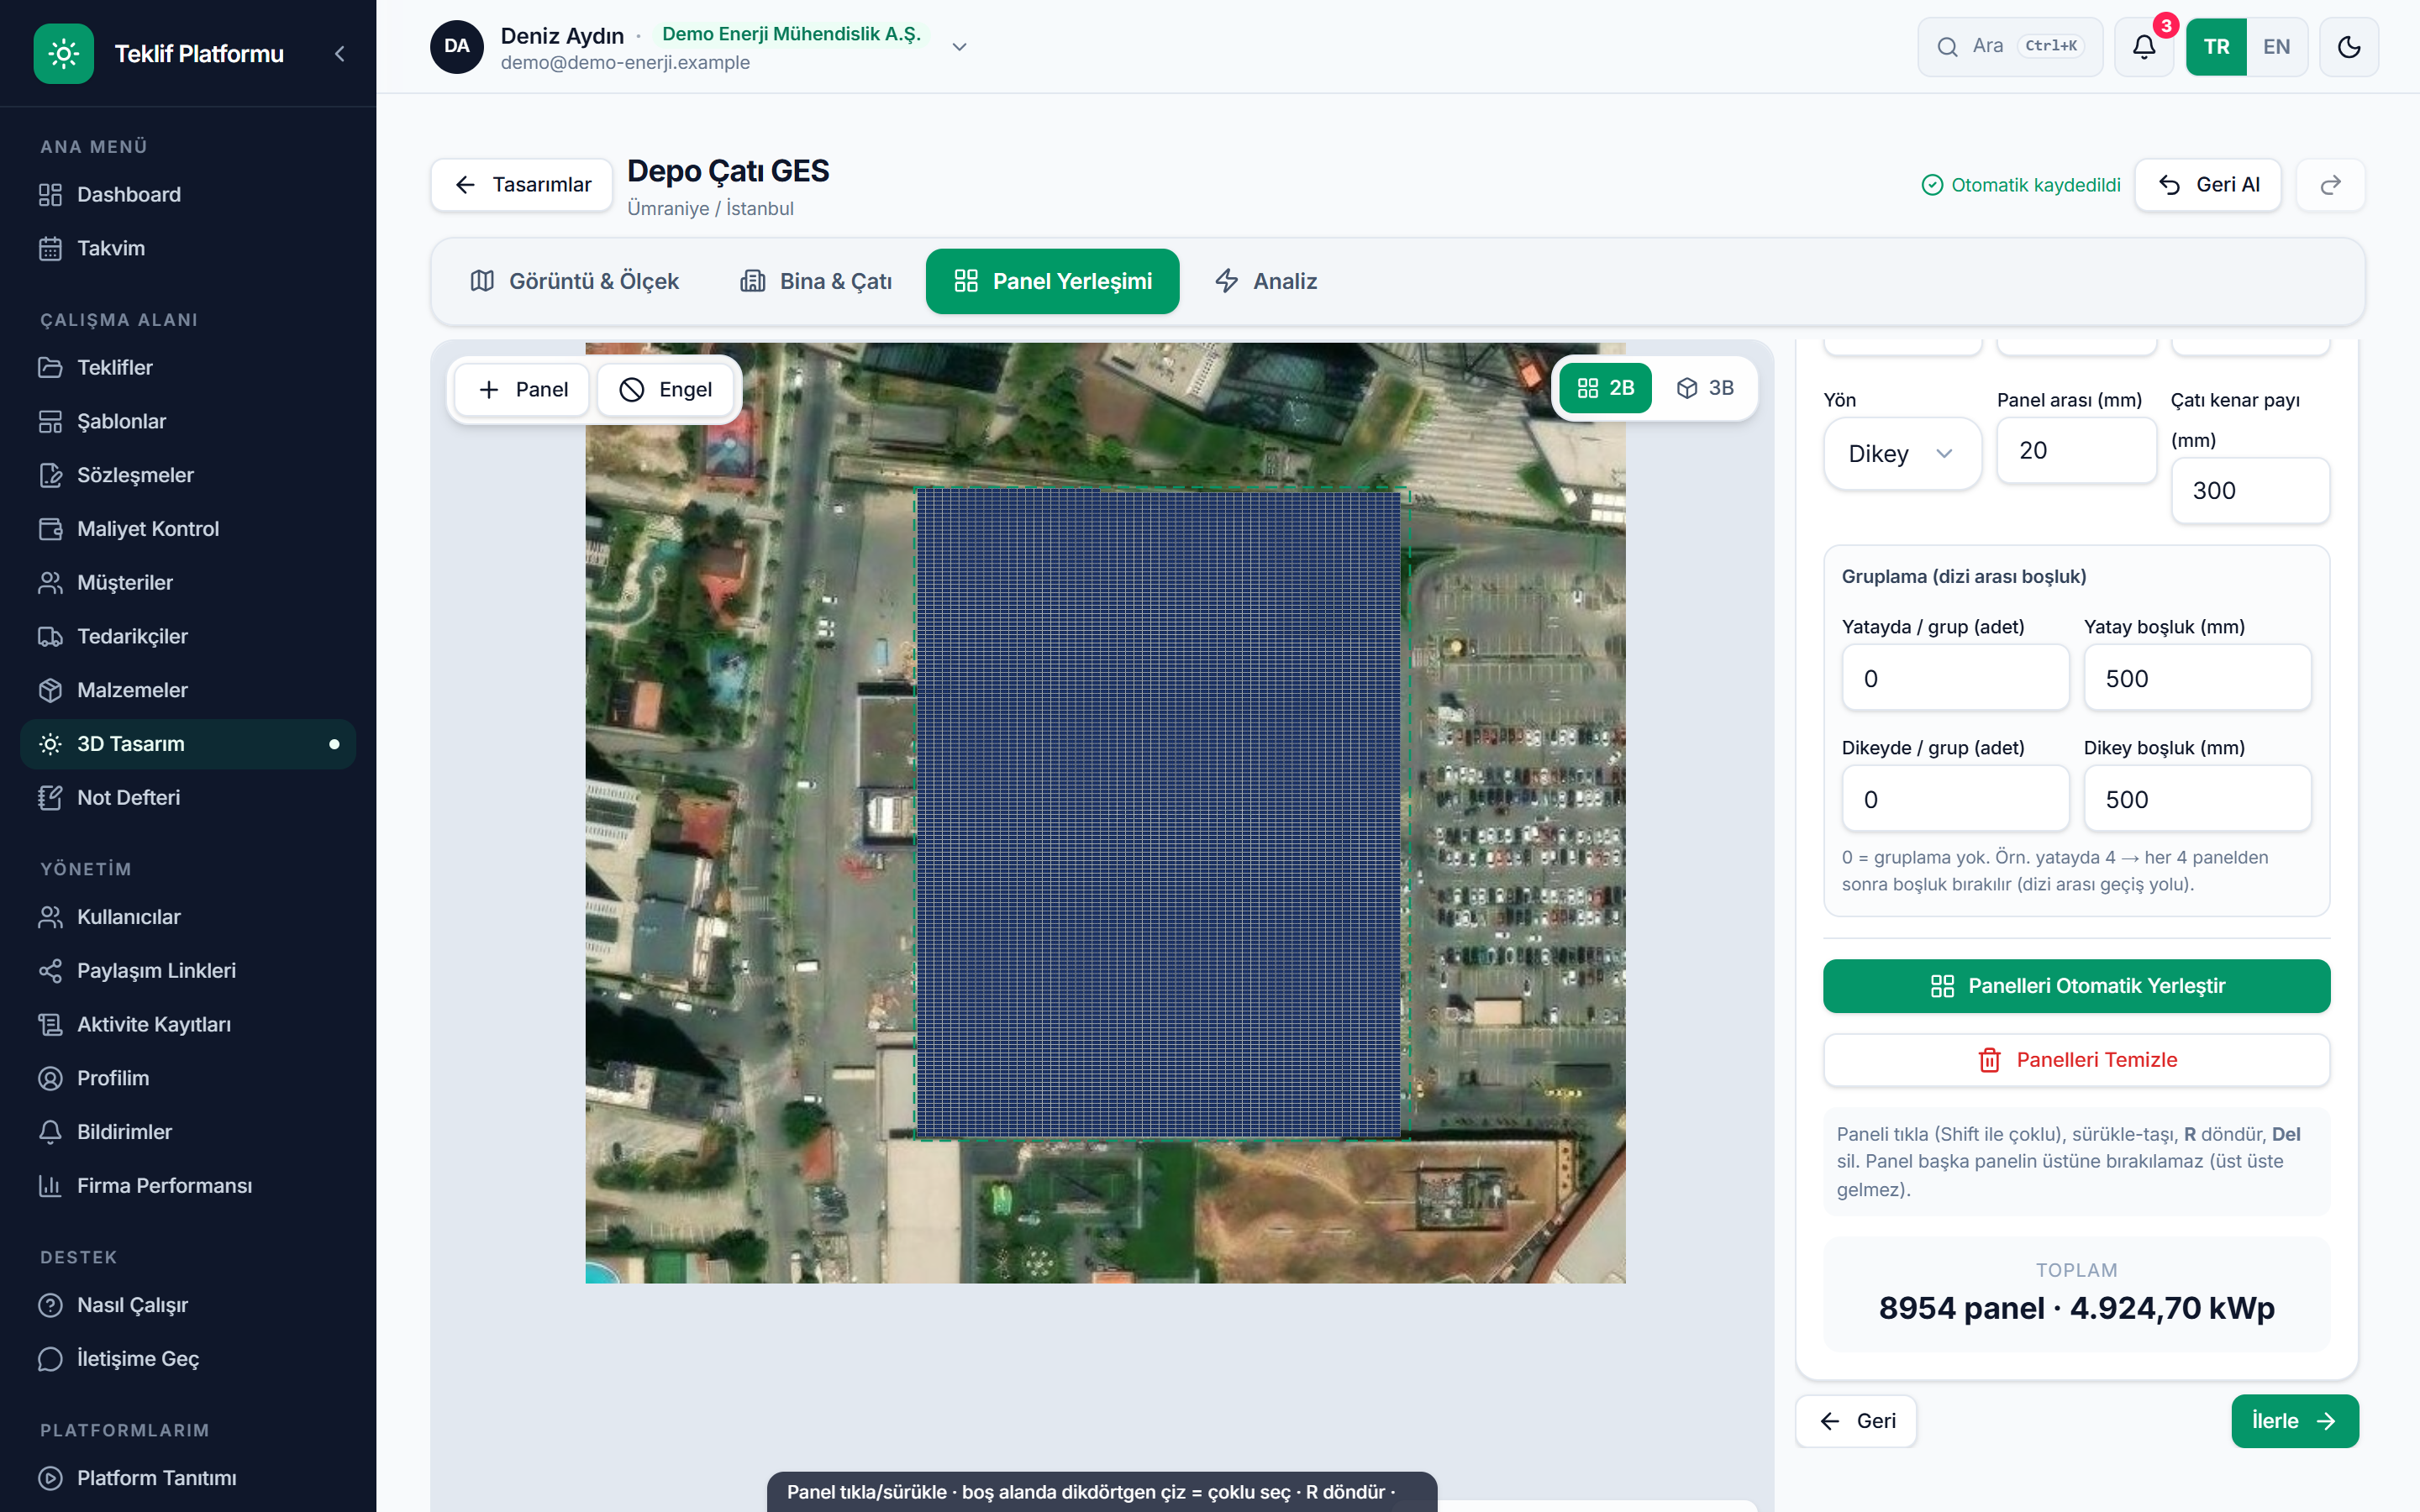 Teklif Platformu
ANA MENÜ
Dashboard
Takvim
ÇALIŞMA ALANI
Teklifler
Şablonlar
Sözleşmeler
Maliyet Kontrol
Müşteriler
Tedarikçiler
Malzemeler
3D Tasarım
Not Defteri
YÖNETİM
Kullanıcılar
Paylaşım Linkleri
Aktivite Kayıtları
Profilim
Bildirimler
Firma Performansı
DESTEK
Nasıl Çalışır
İletişime Geç
PLATFORMLARIM
Platform Tanıtımı
DA
Deniz Aydın · Demo Enerji Mühendislik A.Ş.
demo@demo-enerji.example
Ara Ctrl+K
3
TR EN
Tasarımlar
Depo Çatı GES
Ümraniye / İstanbul
Otomatik kaydedildi
Geri Al
Görüntü & Ölçek
Bina & Çatı
Panel Yerleşimi
Analiz
Panel
Engel
2B
3B
Panel tıkla/sürükle · boş alanda dikdörtgen çiz = çoklu seç · R döndür ·
Yön
Dikey
Panel arası (mm)
20
Çatı kenar payı
(mm)
300
Gruplama (dizi arası boşluk)
Yatayda / grup (adet)
0
Yatay boşluk (mm)
500
Dikeyde / grup (adet)
0
Dikey boşluk (mm)
500
0 = gruplama yok. Örn. yatayda 4 → her 4 panelden
sonra boşluk bırakılır (dizi arası geçiş yolu).
Panelleri Otomatik Yerleştir
Panelleri Temizle
Paneli tıkla (Shift ile çoklu), sürükle-taşı, R döndür, Del
sil. Panel başka panelin üstüne bırakılamaz (üst üste
gelmez).
TOPLAM
8954 panel · 4.924,70 kWp
Geri
İlerle